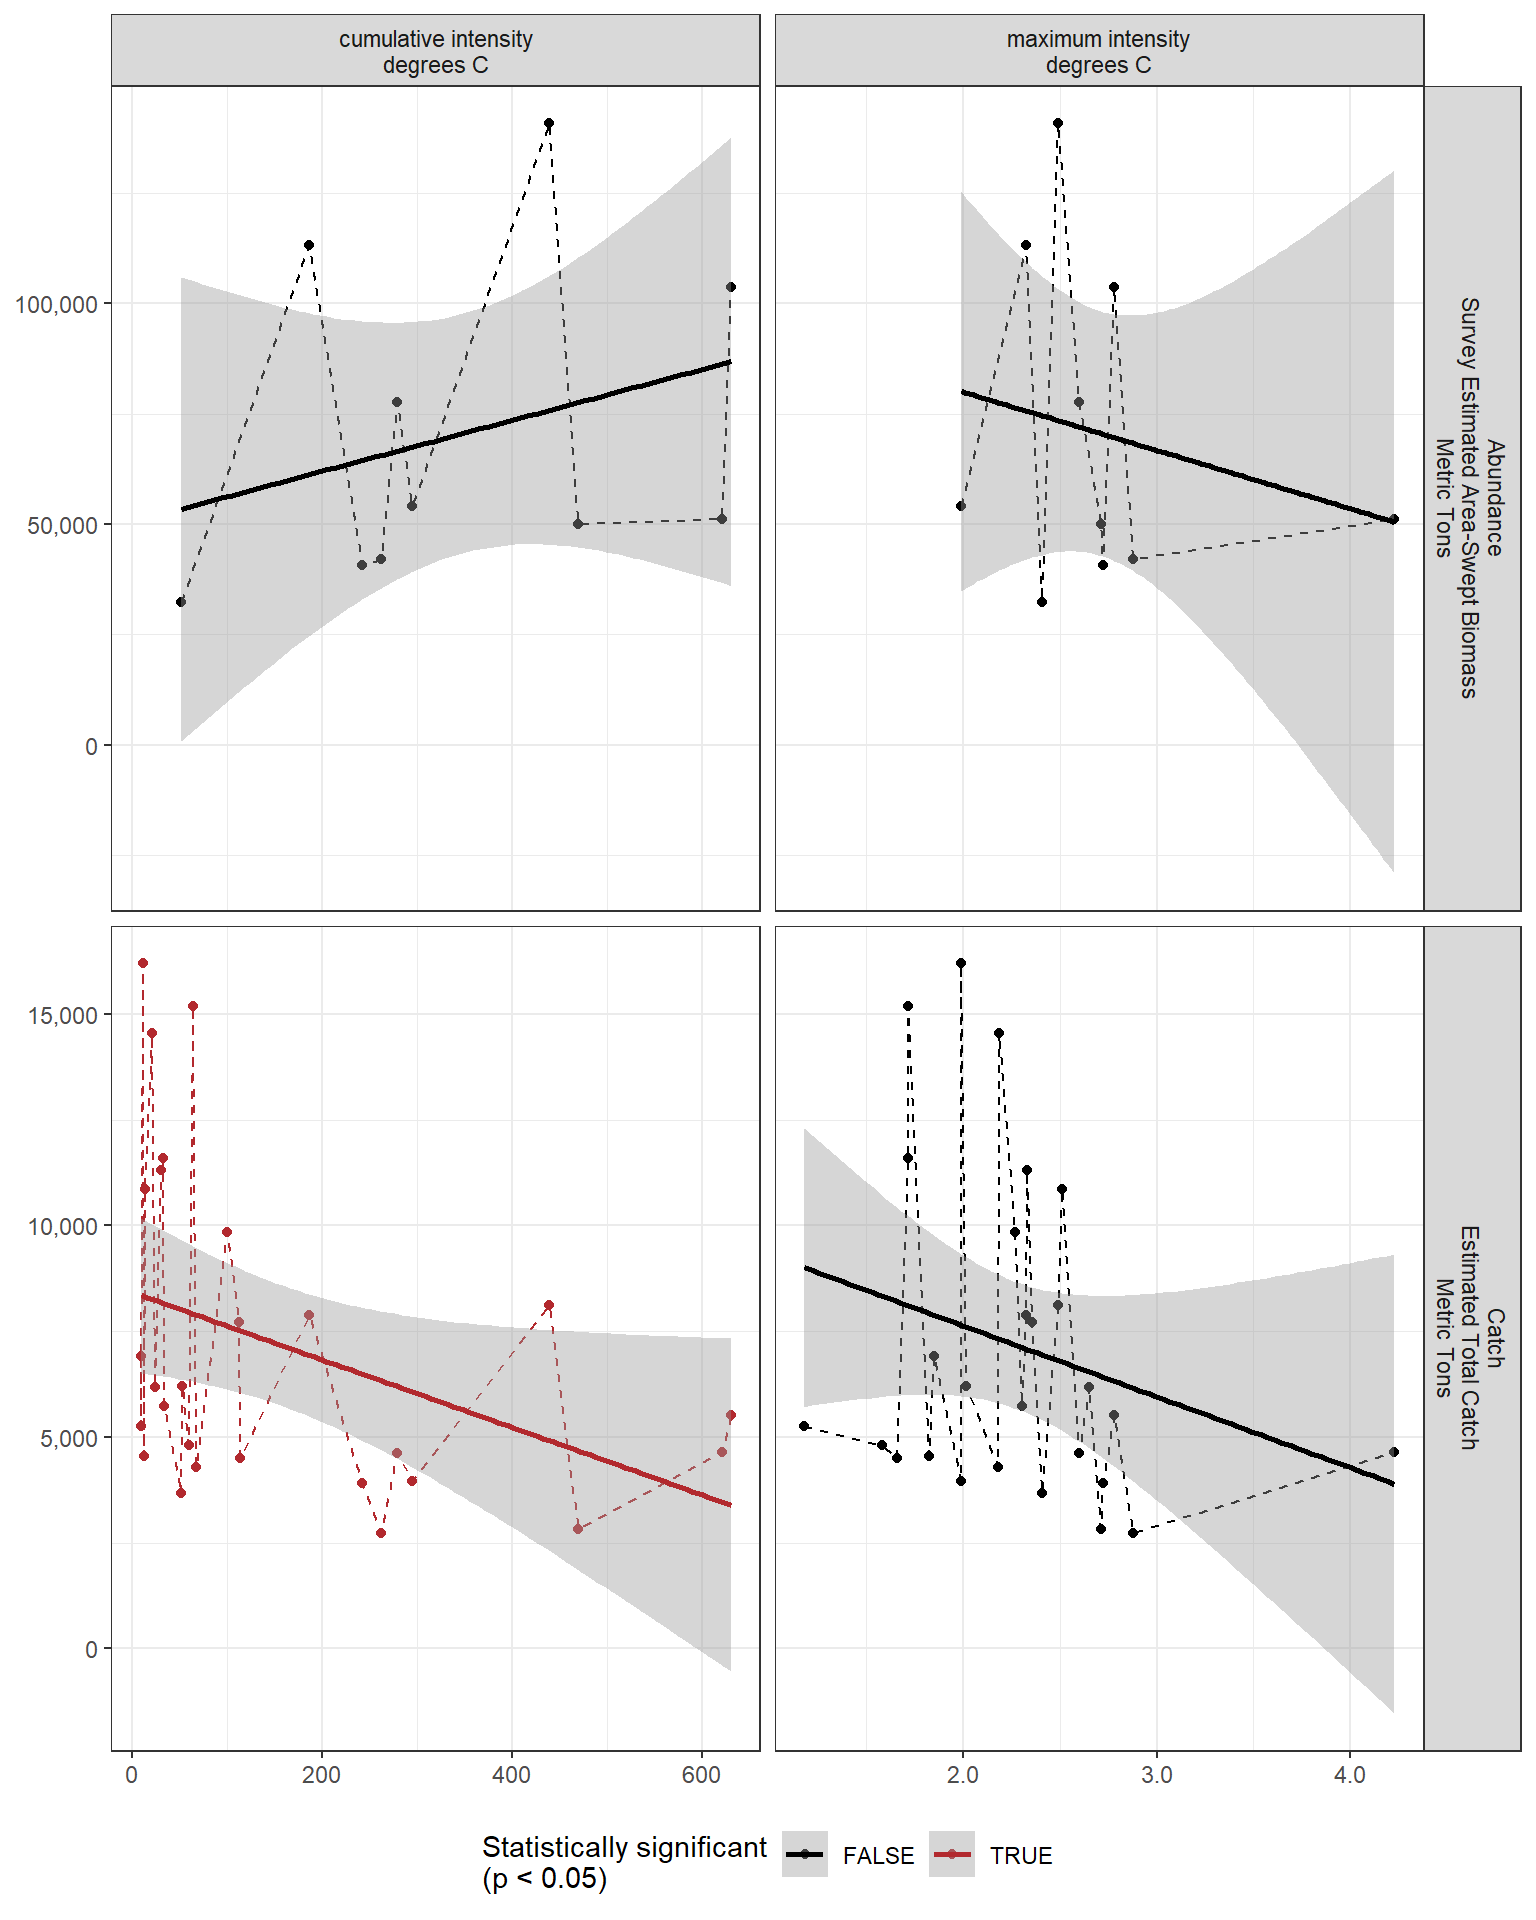 cumulative intensity
degrees C
maximum intensity
degrees C
100,000
50,000
0
Abundance
Survey Estimated Area-Swept Biomass
Metric Tons
15,000
10,000
5,000
0
Catch
Estimated Total Catch
Metric Tons
0
200
400
600
2.0
3.0
4.0
Statistically significant
(p < 0.05)
FALSE
TRUE